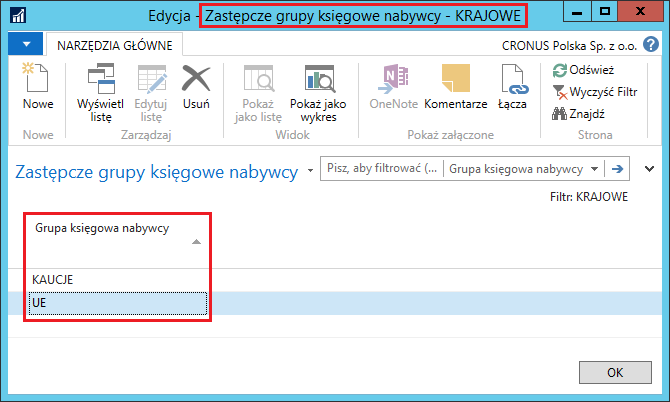 Edycja - Zastępcze grupy księgowe nabywcy - KRAJOWE
NARZĘDZIA GŁÓWNE
CRONUS Polska Sp. z o.o.
Nowe
Wyświetl listę
Edytuj listę
Usuń
Pokaż jako listę
Pokaż jako wykres
OneNote
Komentarze
Łącza
Odśwież
Wyczyść Filtr
Znajdź
Nowe
Zarządzaj
Widok
Pokaż załączone
Strona
Zastępcze grupy księgowe nabywcy
Pisz, aby filtrować (...
Grupa księgowa nabywcy
Filtr: KRAJOWE
Grupa księgowa nabywcy
KAUCJE
UE
OK